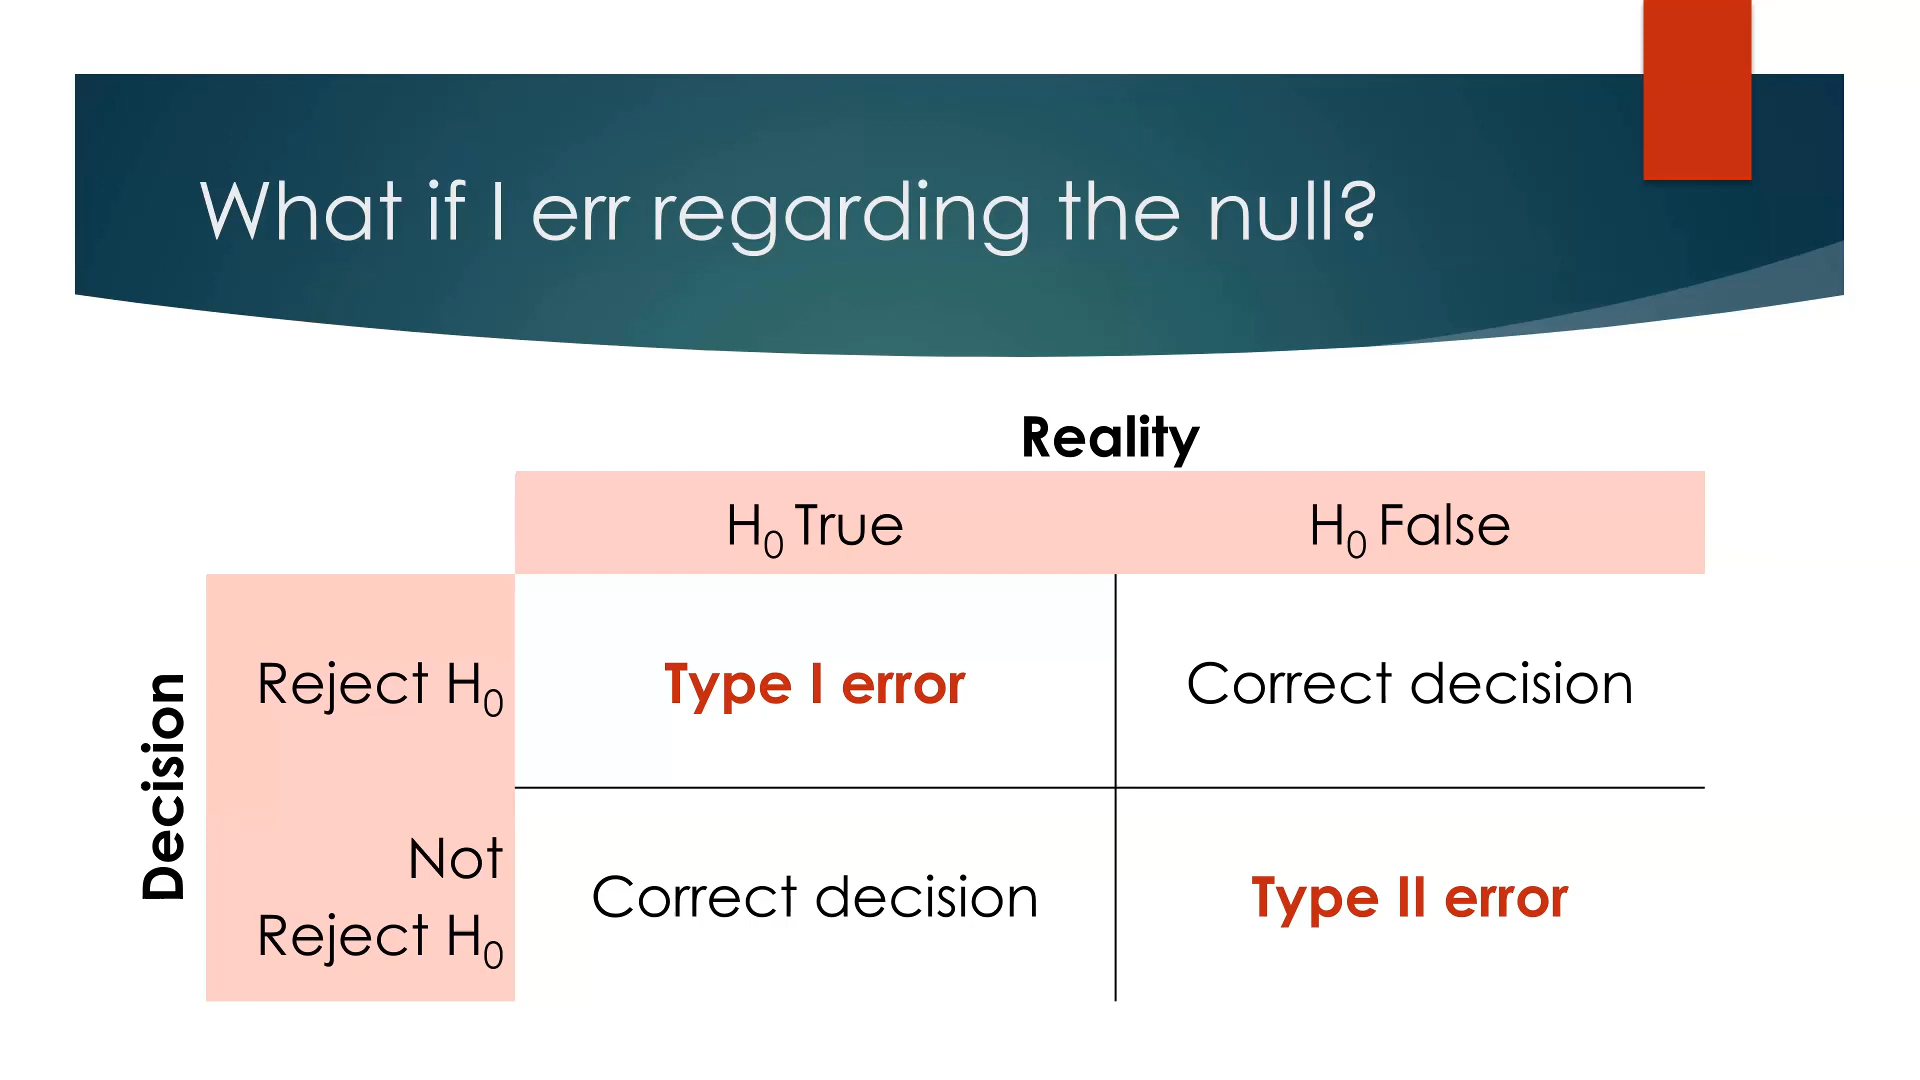 What if I err regarding the null?
Reality
H₀ True
H₀ False
Decision
Reject H₀
Type I error
Correct decision
Not
Reject H₀
Correct decision
Type II error